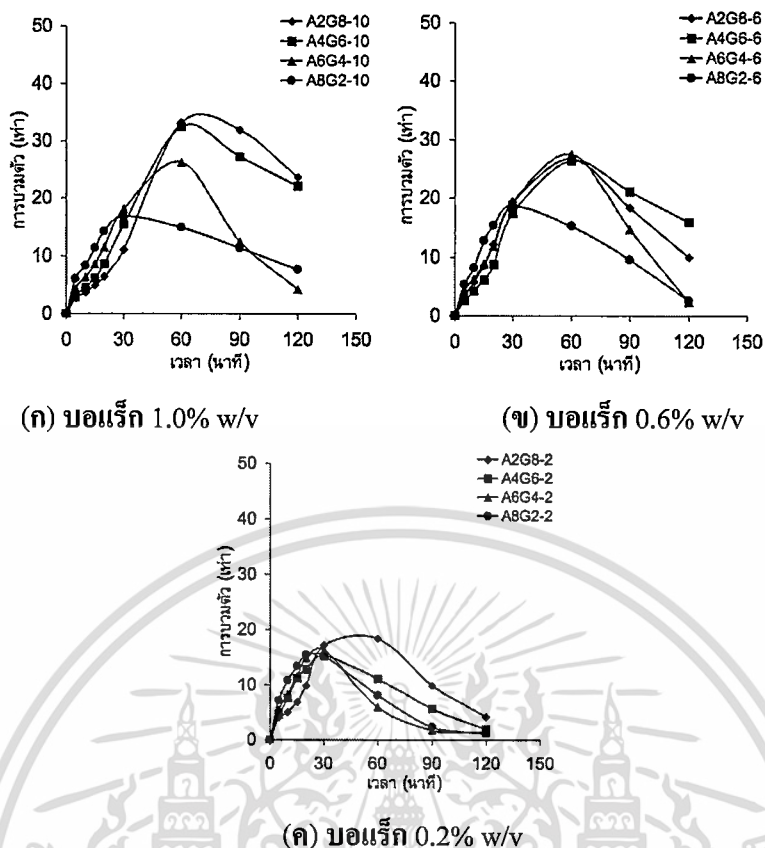 50
40
30
20
10
0
การบวมตัว (เท่า)
A2G8-10
A4G6-10
A6G4-10
A8G2-10
0 30 60 90 120 150
เวลา (นาที)
(ก) บอแร็ก 1.0% w/v
50
40
30
20
10
0
การบวมตัว (เท่า)
A2G8-6
A4G6-6
A6G4-6
A8G2-6
0 30 60 90 120 150
เวลา (นาที)
(ข) บอแร็ก 0.6% w/v
50
40
30
20
10
0
การบวมตัว (เท่า)
A2G8-2
A4G6-2
A6G4-2
A8G2-2
0 30 60 90 120 150
เวลา (นาที)
(ค) บอแร็ก 0.2% w/v